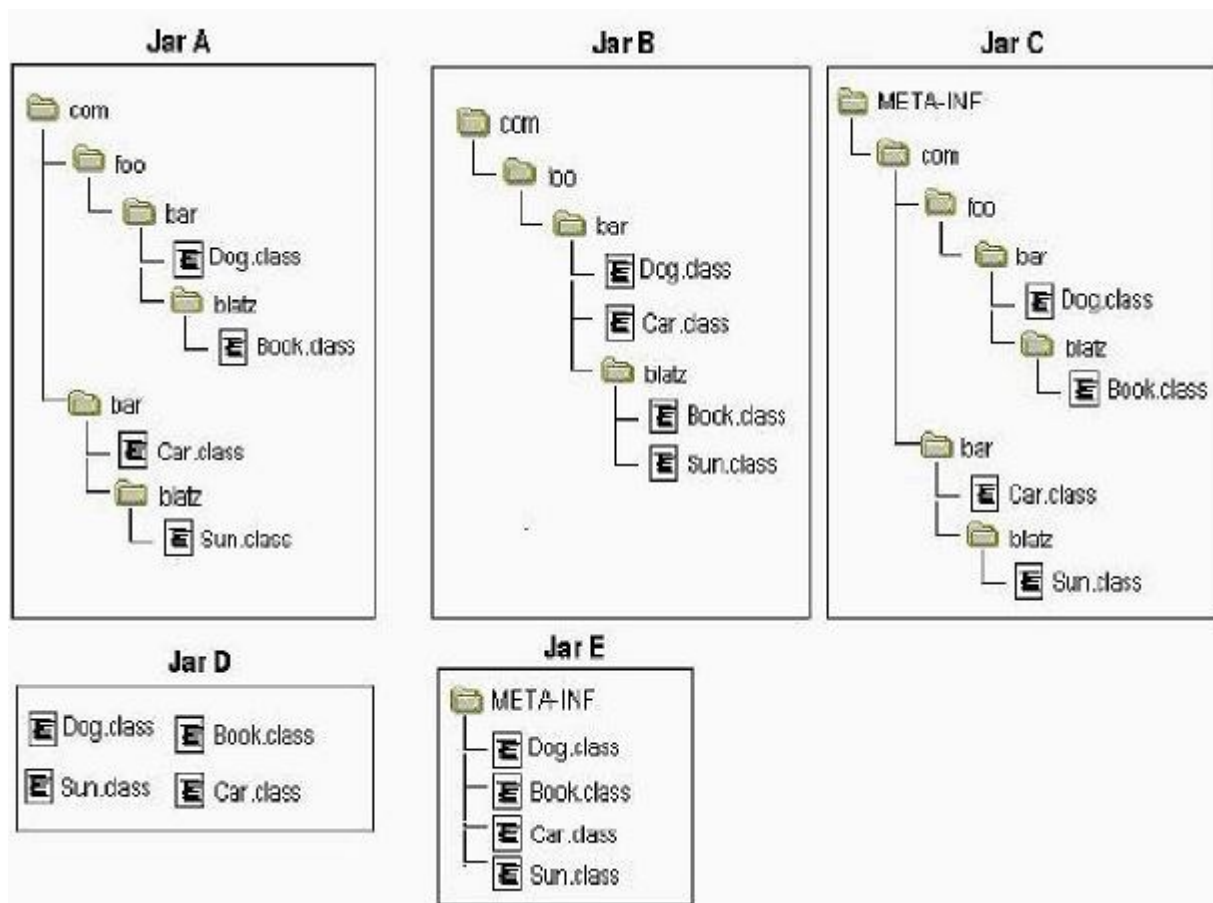 Jar A
com
foo
bar
Dog.class
blatz
Book.class
bar
Car.class
blatz
Sun.class
Jar B
com
foo
bar
Dog.class
Car.class
blatz
Book.class
Sun.class
Jar C
META-INF
com
foo
bar
Dog.class
blatz
Book.class
bar
Car.class
blatz
Sun.class
Jar D
Dog.class Book.class
Sun.class Car.class
Jar E
META-INF
Dog.class
Book.class
Car.class
Sun.class